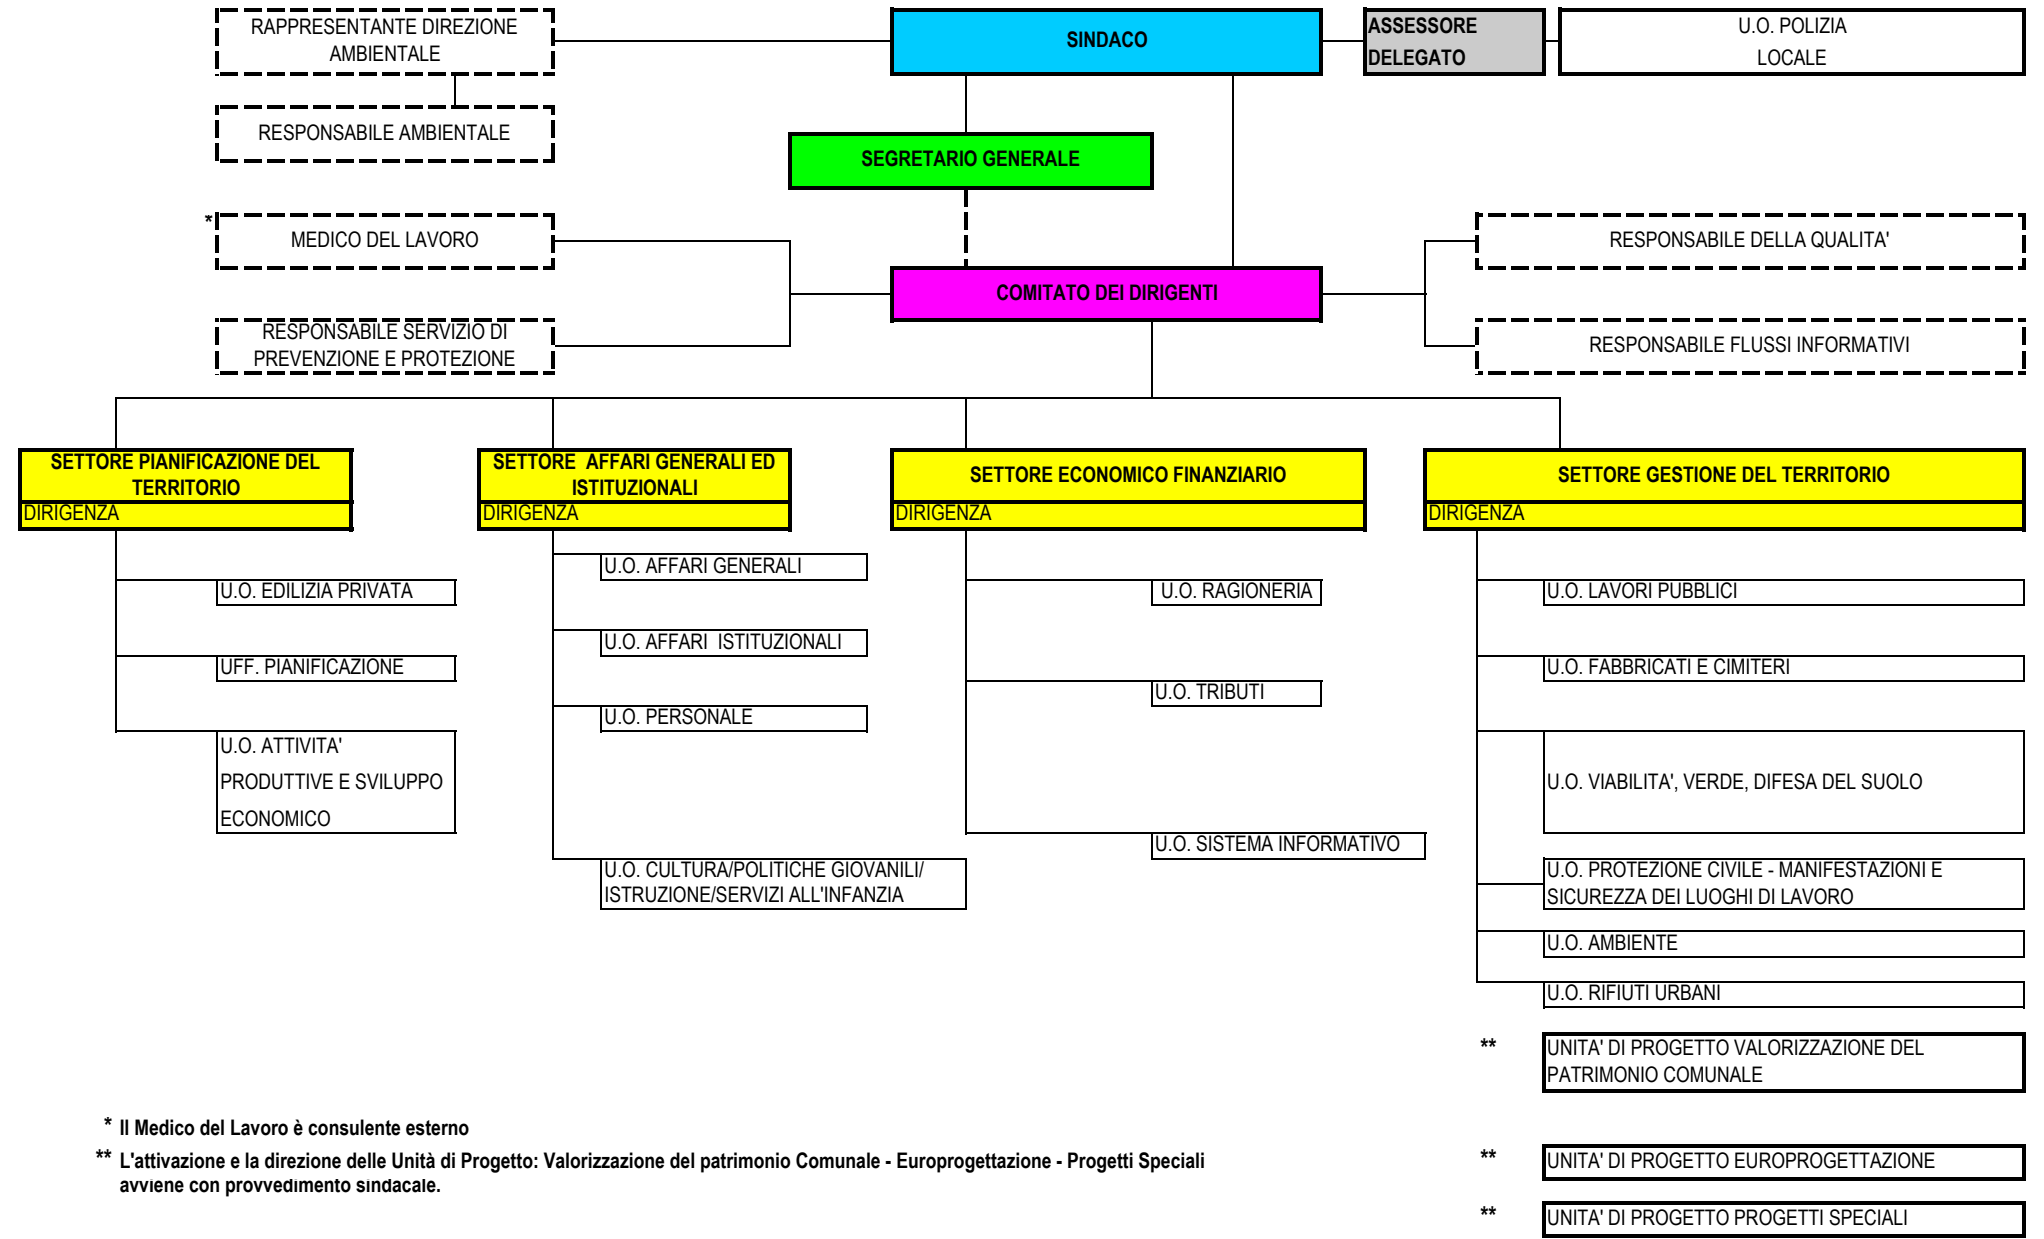 RAPPRESENTANTE DIREZIONE
AMBIENTALE
SINDACO
ASSESSORE
DELEGATO
U.O. POLIZIA
LOCALE
RESPONSABILE AMBIENTALE
SEGRETARIO GENERALE
*
MEDICO DEL LAVORO
RESPONSABILE DELLA QUALITA'
COMITATO DEI DIRIGENTI
RESPONSABILE SERVIZIO DI
PREVENZIONE E PROTEZIONE
RESPONSABILE FLUSSI INFORMATIVI
SETTORE PIANIFICAZIONE DEL
TERRITORIO
DIRIGENZA
SETTORE  AFFARI GENERALI ED
ISTITUZIONALI
DIRIGENZA
SETTORE ECONOMICO FINANZIARIO
DIRIGENZA
SETTORE GESTIONE DEL TERRITORIO
DIRIGENZA
U.O. EDILIZIA PRIVATA
UFF. PIANIFICAZIONE
U.O. ATTIVITA'
PRODUTTIVE E SVILUPPO
ECONOMICO
U.O. AFFARI GENERALI
U.O. AFFARI  ISTITUZIONALI
U.O. PERSONALE
U.O. CULTURA/POLITICHE GIOVANILI/
ISTRUZIONE/SERVIZI ALL'INFANZIA
U.O. RAGIONERIA
U.O. TRIBUTI
U.O. SISTEMA INFORMATIVO
U.O. LAVORI PUBBLICI
U.O. FABBRICATI E CIMITERI
U.O. VIABILITA', VERDE, DIFESA DEL SUOLO
U.O. PROTEZIONE CIVILE - MANIFESTAZIONI E
SICUREZZA DEI LUOGHI DI LAVORO
U.O. AMBIENTE
U.O. RIFIUTI URBANI
** UNITA' DI PROGETTO VALORIZZAZIONE DEL
PATRIMONIO COMUNALE
* Il Medico del Lavoro è consulente esterno
** L'attivazione e la direzione delle Unità di Progetto: Valorizzazione del patrimonio Comunale - Europrogettazione - Progetti Speciali
avviene con provvedimento sindacale.
** UNITA' DI PROGETTO EUROPROGETTAZIONE
** UNITA' DI PROGETTO PROGETTI SPECIALI